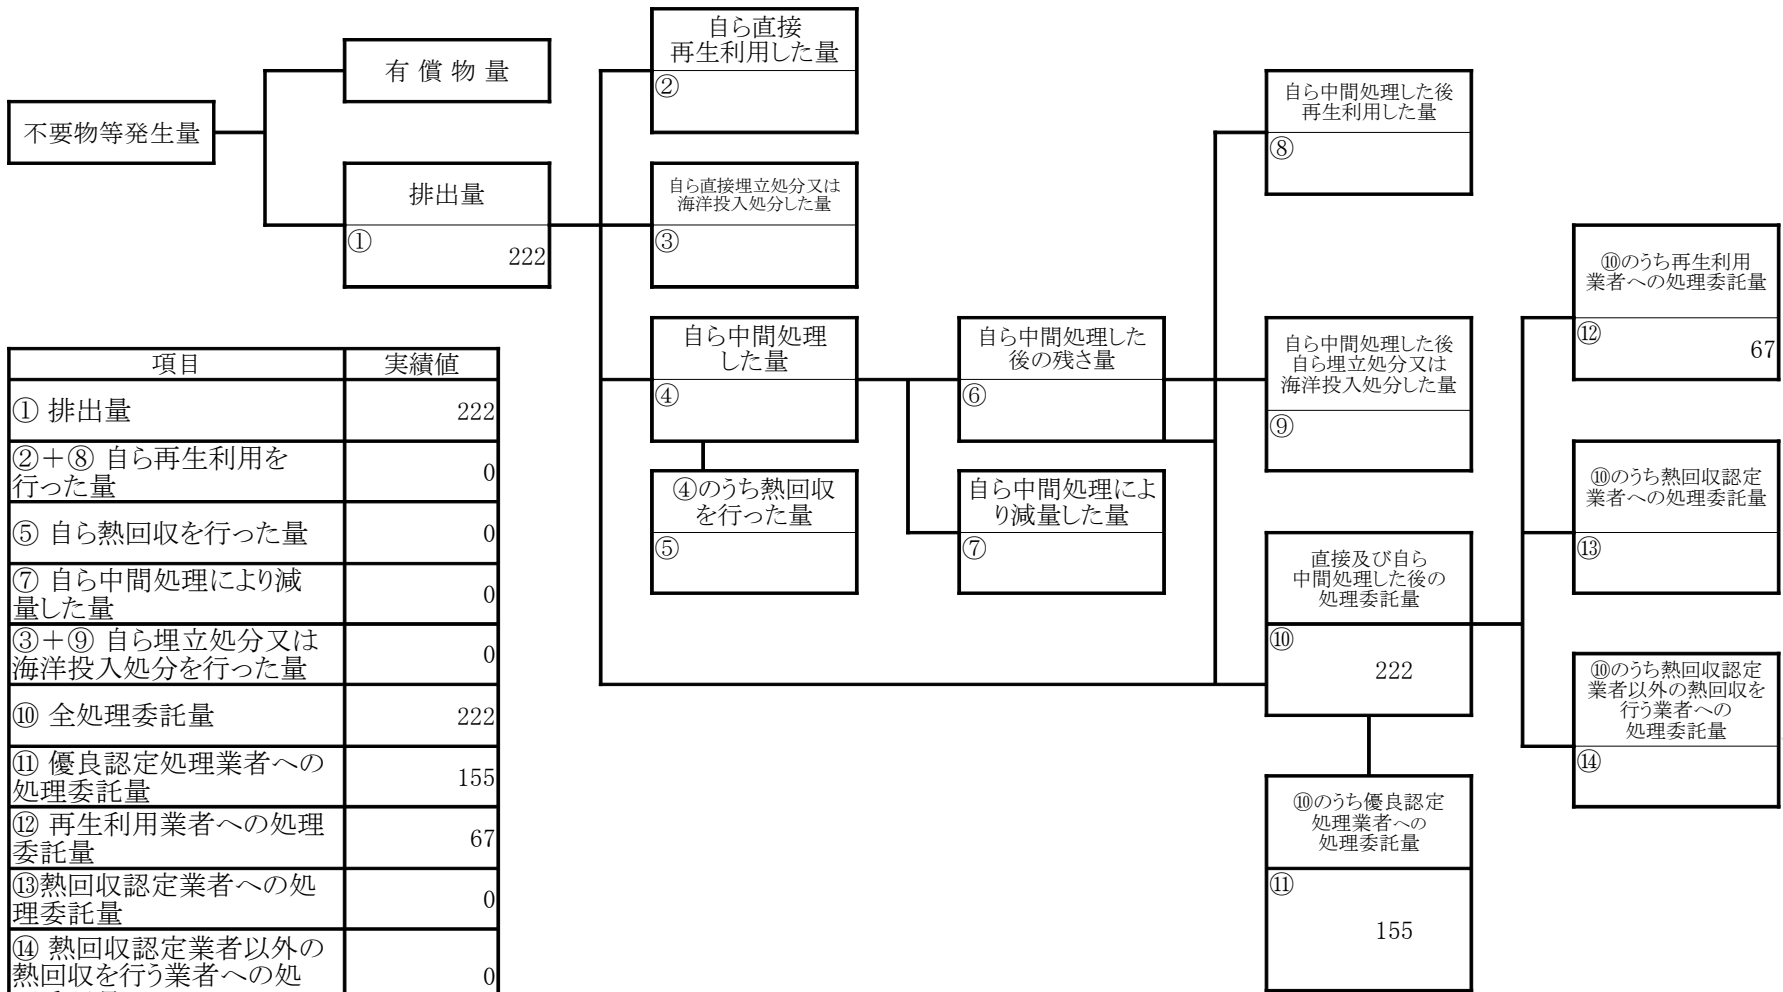 不要物等発生量
有 償 物 量
排出量
①
222
自ら直接
再生利用した量
②
自ら直接埋立処分又は
海洋投入処分した量
③
自ら中間処理
した量
④
④のうち熱回収
を行った量
⑤
自ら中間処理した
後の残さ量
⑥
自ら中間処理によ
り減量した量
⑦
自ら中間処理した後
再生利用した量
⑧
自ら中間処理した後
自ら埋立処分又は
海洋投入処分した量
⑨
直接及び自ら
中間処理した後の
処理委託量
⑩
222
⑩のうち優良認定
処理業者への
処理委託量
⑪
155
⑩のうち再生利用
業者への処理委託量
⑫
67
⑩のうち熱回収認定
業者への処理委託量
⑬
⑩のうち熱回収認定
業者以外の熱回収を
行う業者への
処理委託量
⑭
項目 実績値
① 排出量 222
②＋⑧ 自ら再生利用を
行った量 0
⑤ 自ら熱回収を行った量 0
⑦ 自ら中間処理により減
量した量 0
③＋⑨ 自ら埋立処分又は
海洋投入処分を行った量 0
⑩ 全処理委託量 222
⑪ 優良認定処理業者への
処理委託量 155
⑫ 再生利用業者への処理
委託量 67
⑬熱回収認定業者への処
理委託量 0
⑭ 熱回収認定業者以外の
熱回収を行う業者への処 0